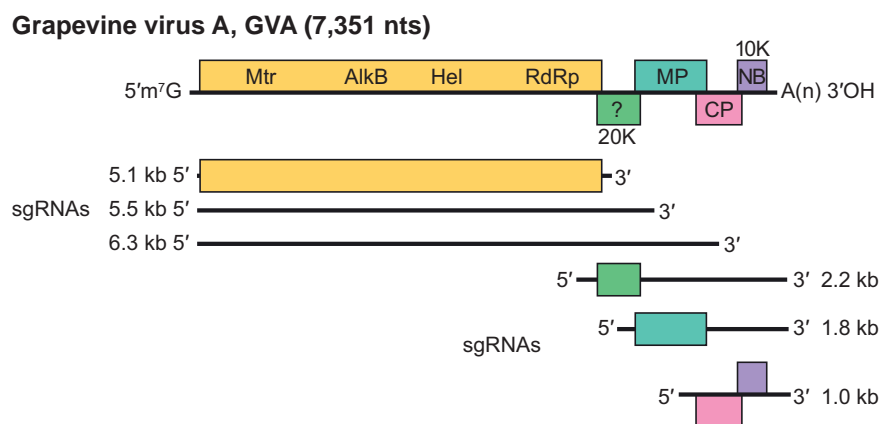 Grapevine virus A, GVA (7,351 nts)
10K
Mtr AlkB Hel RdRp MP NB
5′m⁷G A(n) 3′OH
? CP
20K
5.1 kb 5′ 3′
sgRNAs 5.5 kb 5′ 3′
6.3 kb 5′ 3′
5′ 3′ 2.2 kb
5′ 3′ 1.8 kb
sgRNAs
5′ 3′ 1.0 kb